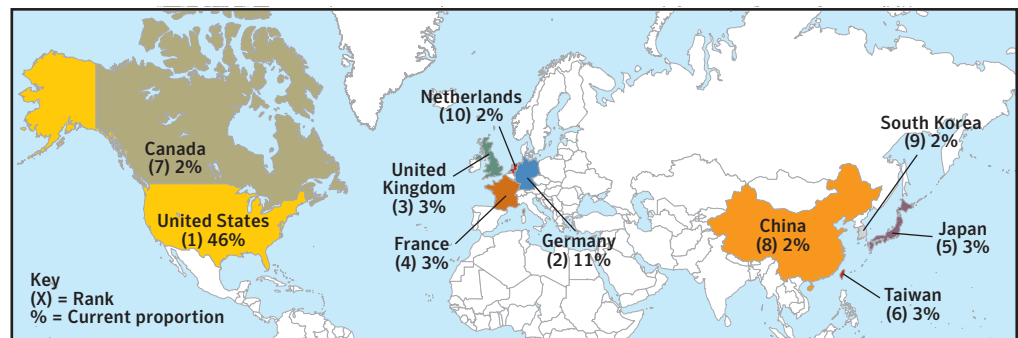 Canada
(7) 2%
United States
(1) 46%
Key
(X) = Rank
% = Current proportion
Netherlands
(10) 2%
United
Kingdom
(3) 3%
France
(4) 3%
Germany
(2) 11%
China
(8) 2%
South Korea
(9) 2%
Japan
(5) 3%
Taiwan
(6) 3%